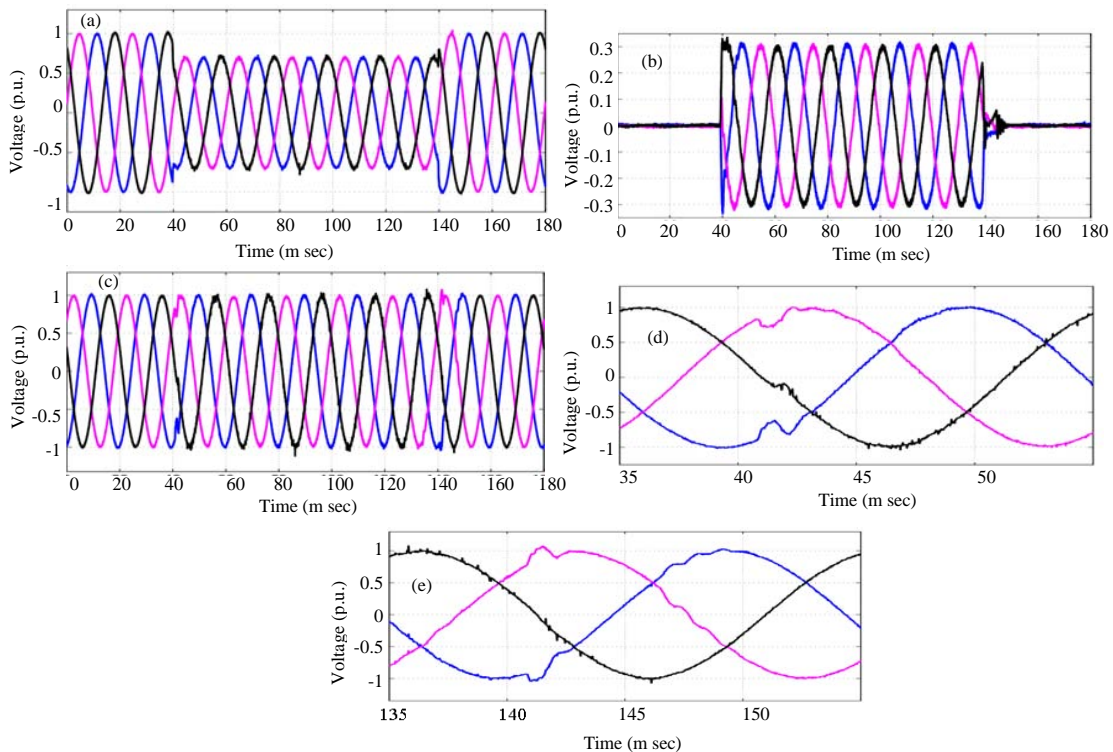 (a)
Voltage (p.u.)
1
0.5
0
-0.5
-1
0 20 40 60 80 100 120 140 160 180
Time (m sec)
(b)
Voltage (p.u.)
0.3
0.2
0.1
0
-0.1
-0.2
-0.3
0 20 40 60 80 100 120 140 160 180
Time (m sec)
(c)
Voltage (p.u.)
1
0.5
0
-0.5
-1
0 20 40 60 80 100 120 140 160 180
Time (m sec)
(d)
Voltage (p.u.)
1
0.5
0
-0.5
-1
35 40 45 50
Time (m sec)
(e)
Voltage (p.u.)
1
0.5
0
-0.5
-1
135 140 145 150
Time (m sec)